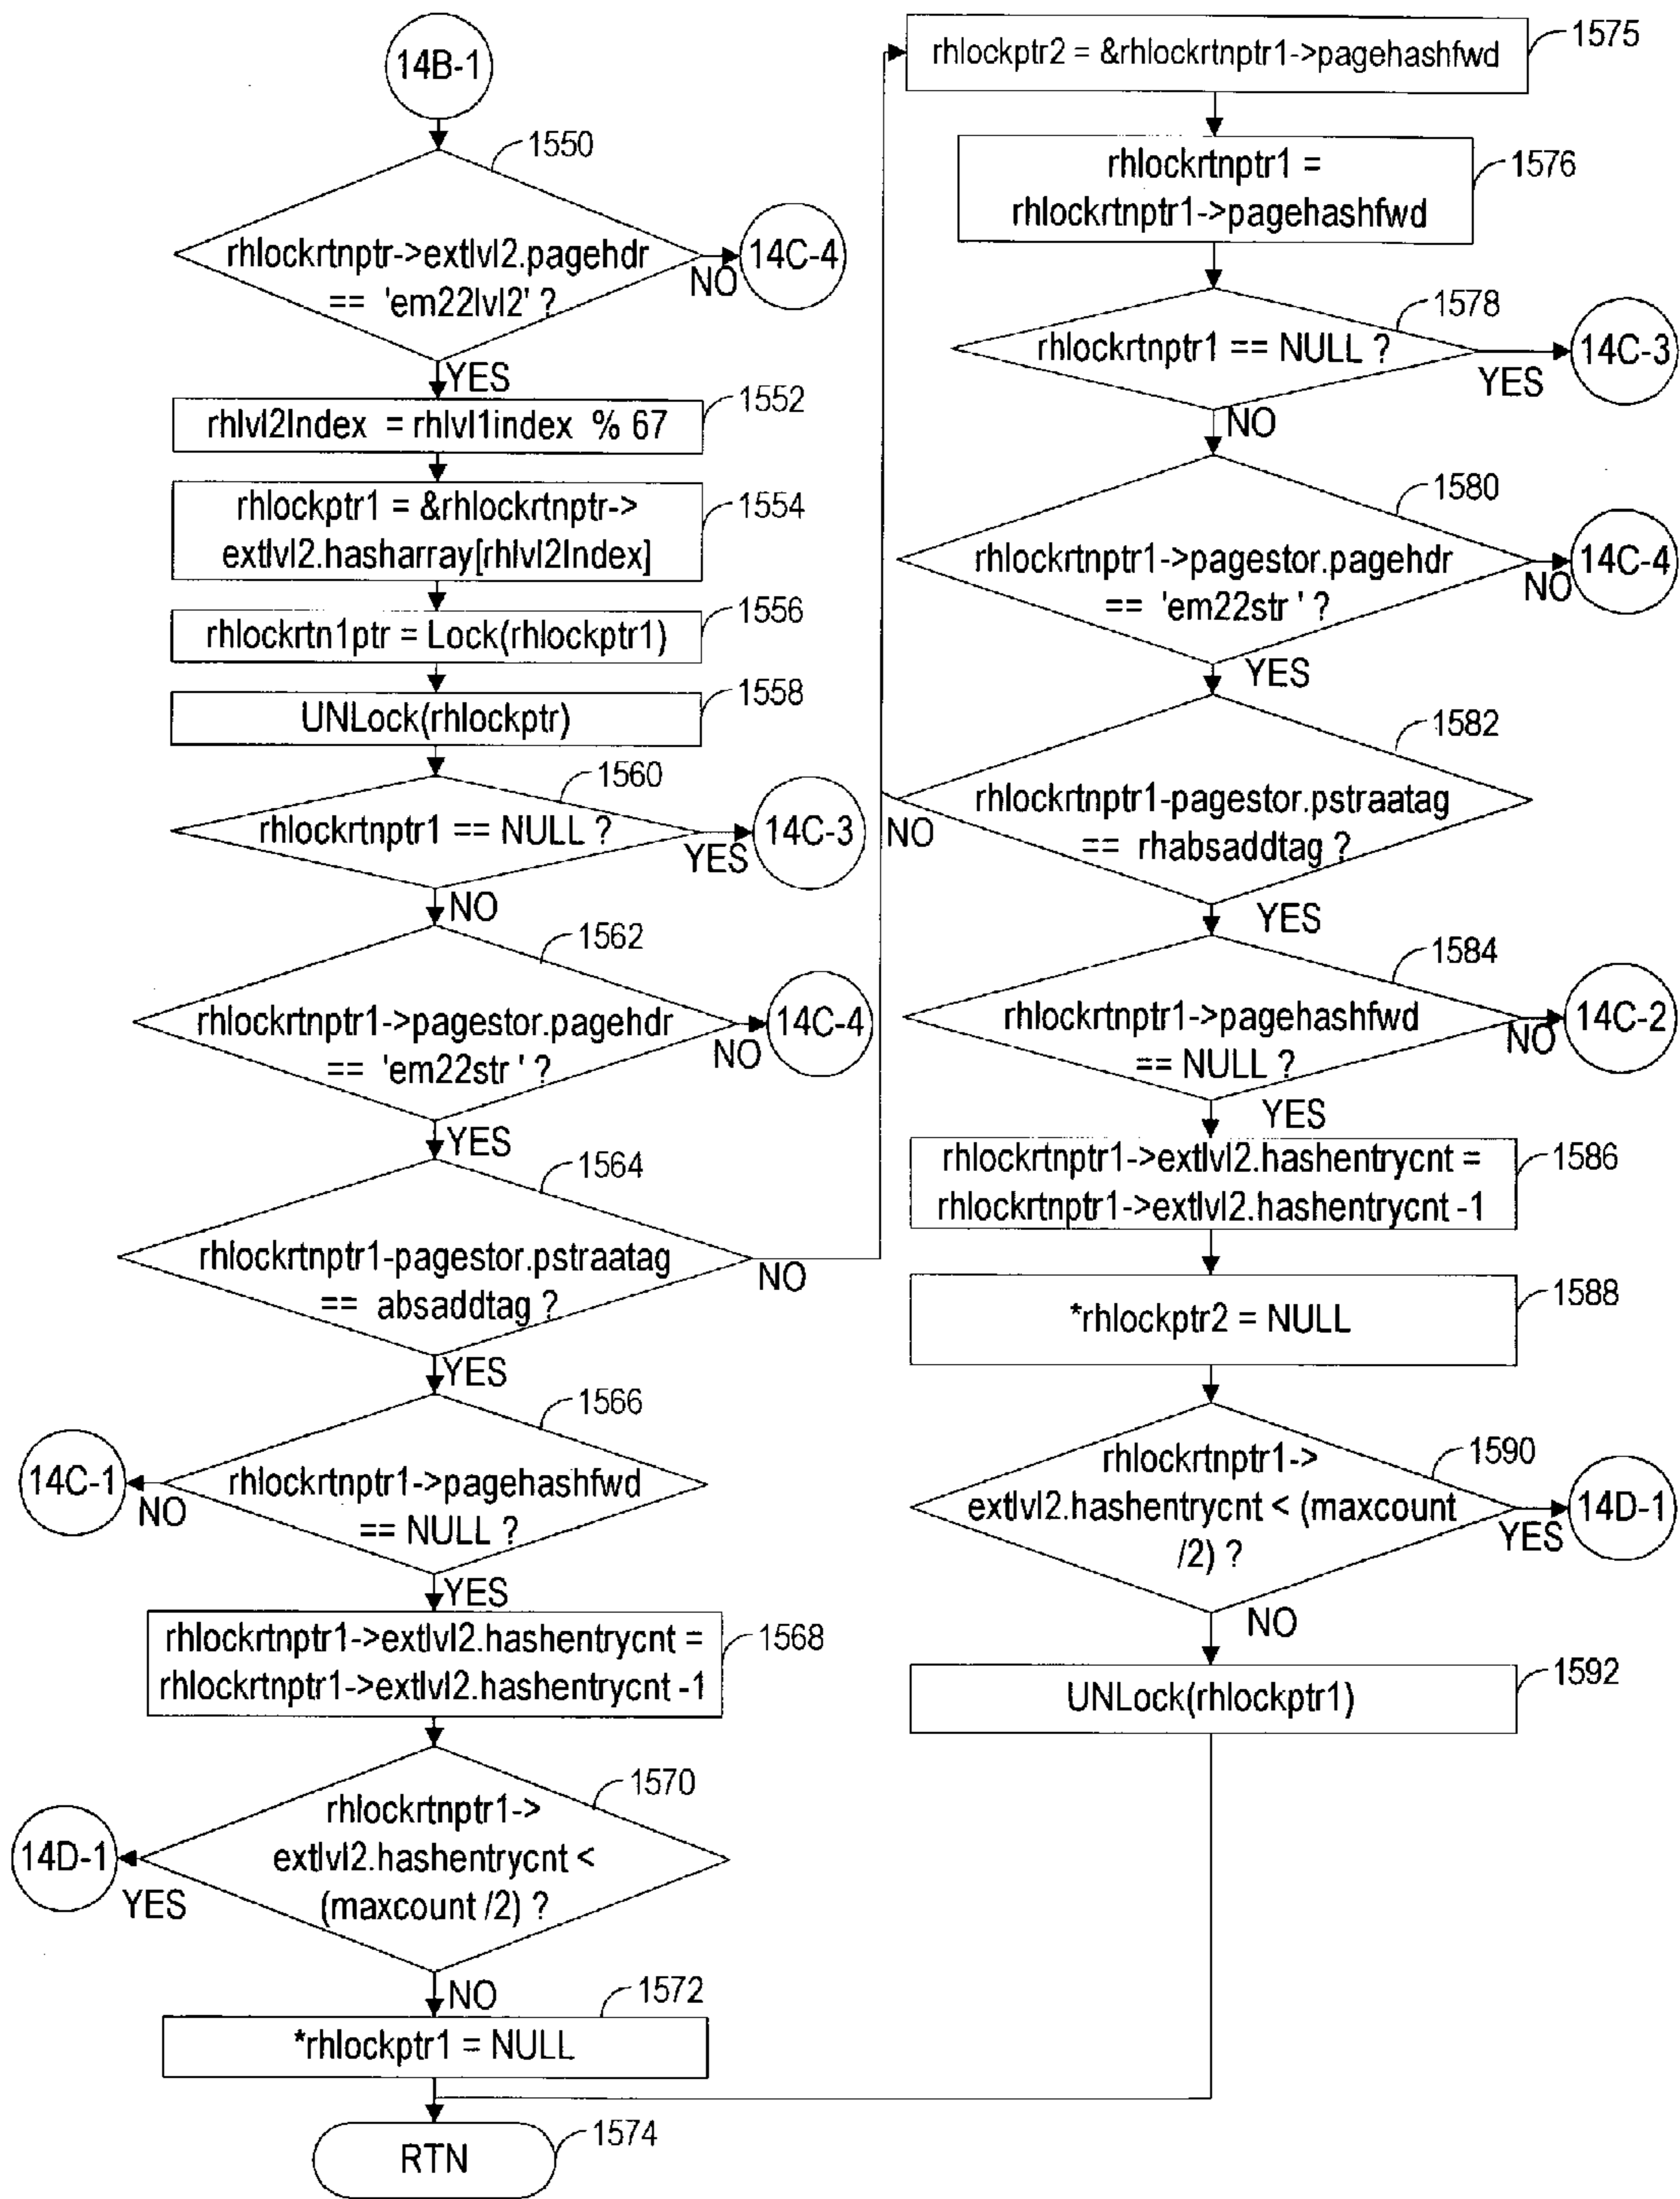 14B-1
1550
rhlockrtnptr->extlvl2.pagehdr
== 'em22lvl2' ?
NO
14C-4
YES
rhlvl2Index = rhlvl1index % 67
1552
rhlockptr1 = &rhlockrtnptr->
extlvl2.hasharray[rhlvl2Index]
1554
rhlockrtn1ptr = Lock(rhlockptr1)
1556
UNLock(rhlockptr)
1558
1560
rhlockrtnptr1 == NULL ?
YES
14C-3
NO
1562
rhlockrtnptr1->pagestor.pagehdr
== 'em22str ' ?
NO
14C-4
YES
1564
rhlockrtnptr1-pagestor.pstraatag
== absaddtag ?
NO
YES
1566
rhlockrtnptr1->pagehashfwd
== NULL ?
14C-1
NO
YES
rhlockrtnptr1->extlvl2.hashentrycnt =
rhlockrtnptr1->extlvl2.hashentrycnt -1
1568
1570
rhlockrtnptr1->
extlvl2.hashentrycnt <
(maxcount /2) ?
14D-1
YES
NO
1572
*rhlockptr1 = NULL
RTN
1574
rhlockptr2 = &rhlockrtnptr1->pagehashfwd
1575
rhlockrtnptr1 =
rhlockrtnptr1->pagehashfwd
1576
1578
rhlockrtnptr1 == NULL ?
YES
14C-3
NO
1580
rhlockrtnptr1->pagestor.pagehdr
== 'em22str ' ?
NO
14C-4
YES
1582
rhlockrtnptr1-pagestor.pstraatag
== rhabsaddtag ?
NO
YES
1584
rhlockrtnptr1->pagehashfwd
== NULL ?
NO
14C-2
YES
rhlockrtnptr1->extlvl2.hashentrycnt =
rhlockrtnptr1->extlvl2.hashentrycnt -1
1586
*rhlockptr2 = NULL
1588
1590
rhlockrtnptr1->
extlvl2.hashentrycnt < (maxcount
/2) ?
YES
14D-1
NO
UNLock(rhlockptr1)
1592